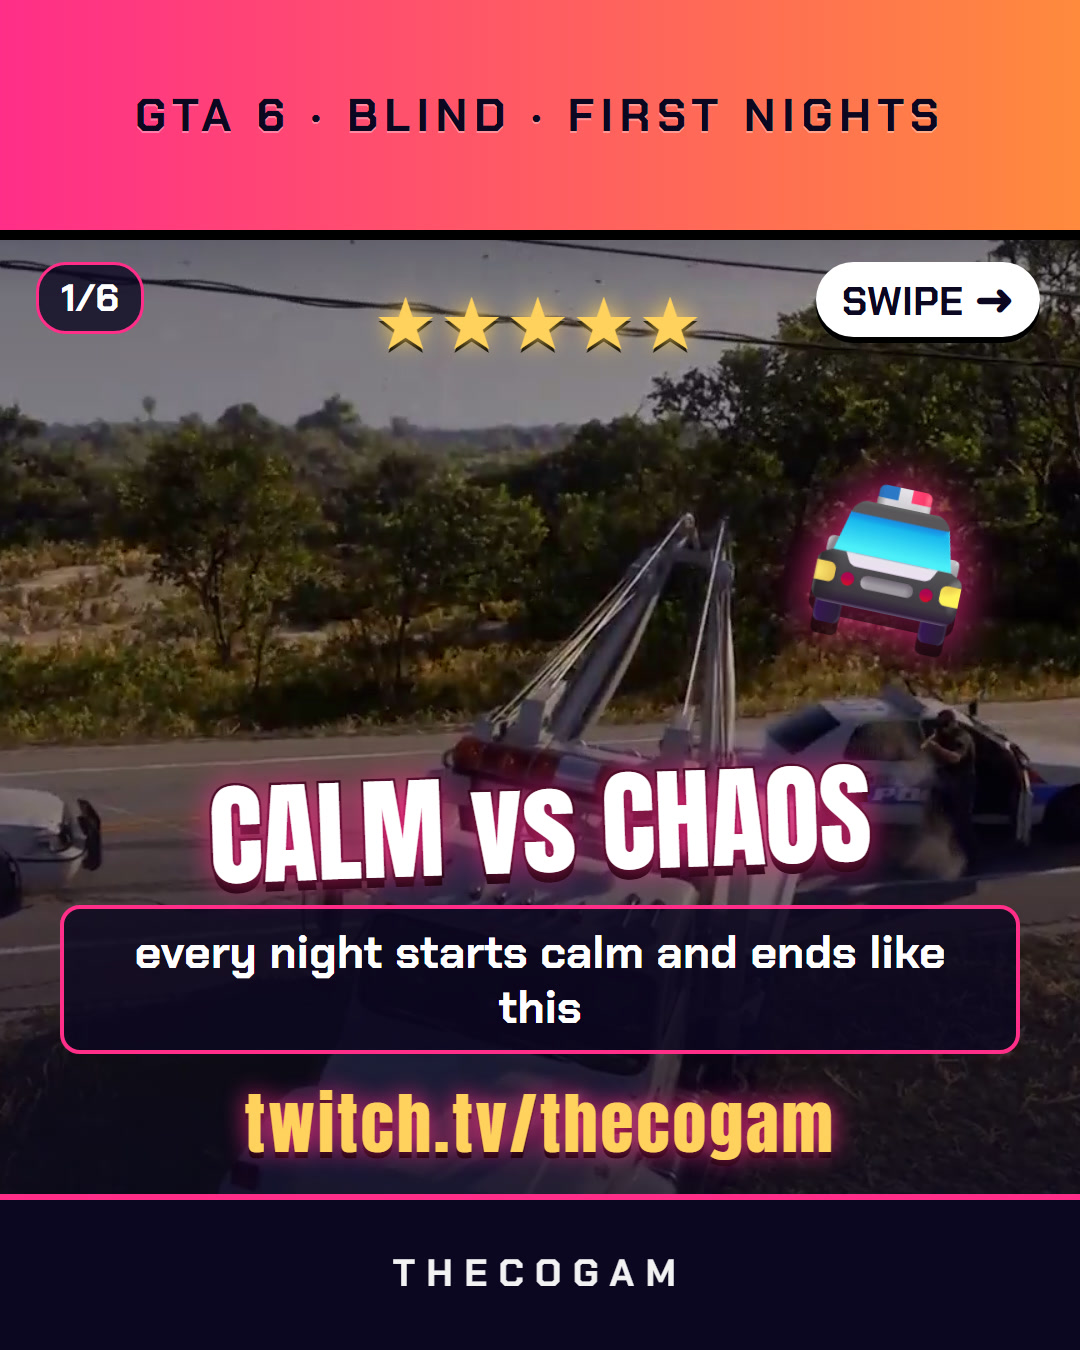 GTA 6 · BLIND · FIRST NIGHTS
1/6
SWIPE →
CALM vs CHAOS
every night starts calm and ends like
this
twitch.tv/thecogam
THECOGAM